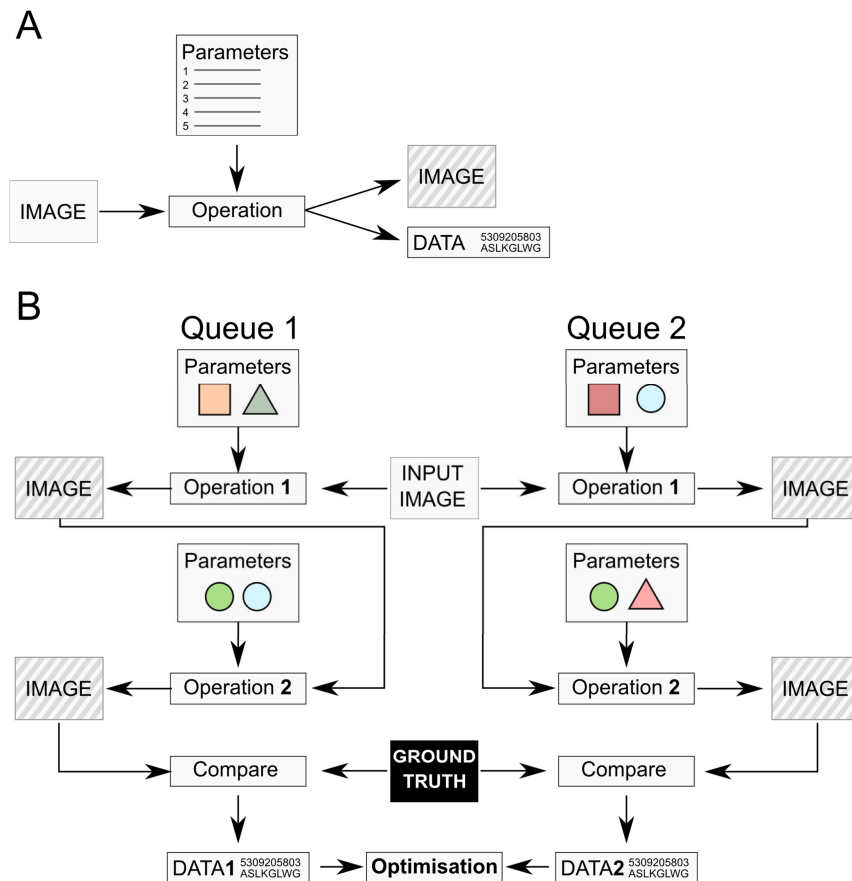 A
Parameters
1
2
3
4
5
IMAGE
Operation
IMAGE
DATA 5309205803
ASLKGLWG
B
Queue 1
Queue 2
Parameters
Parameters
IMAGE
Operation 1
INPUT
IMAGE
Operation 1
IMAGE
Parameters
Parameters
IMAGE
Operation 2
Operation 2
IMAGE
Compare
GROUND
TRUTH
Compare
DATA1 5309205803
ASLKGLWG
Optimisation
DATA2 5309205803
ASLKGLWG